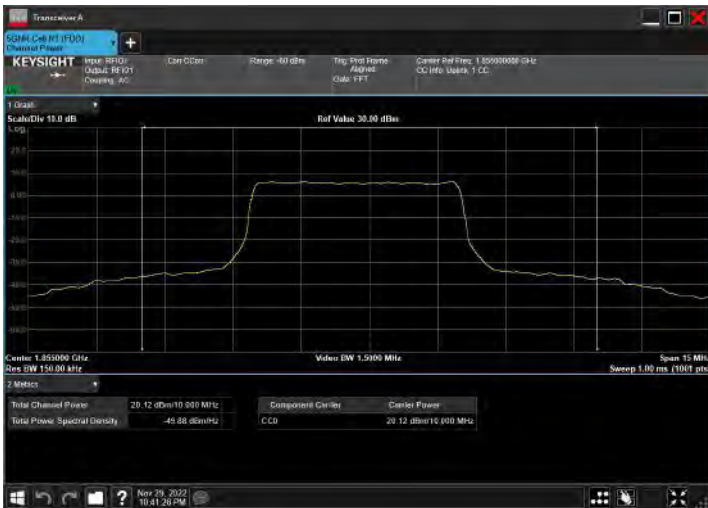 Transceiver A
5GNR-Cell N1 (FDD)
Channel Power
+
KEYSIGHT
Input: RFIO1
Output: RFIO1
Coupling: AC
Corr CCorr
Range: -60 dBm
Trig: Prot Frame
Aligned
Gate: FFT
Carrier Ref Freq: 1.855000000 GHz
CC Info: Uplink, 1 CC
1 Graph
Scale/Div 10.0 dB
Ref Value 30.00 dBm
Log
Center 1.855000 GHz
Video BW 1.5000 MHz
Span 15 MHz
Res BW 150.00 kHz
Sweep 1.00 ms (1001 pts
2 Metrics
Total Channel Power
20.12 dBm/10.000 MHz
Total Power Spectral Density
-49.88 dBm/Hz
Component Carrier
Carrier Power
CC0
20.12 dBm/10.000 MHz
?
Nov 29, 2022
10:41:26 PM